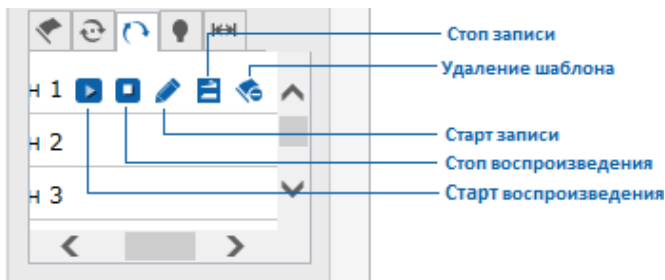 Стоп записи
Удаление шаблона
н 1
Старт записи
н 2
Стоп воспроизведения
н 3
Старт воспроизведения